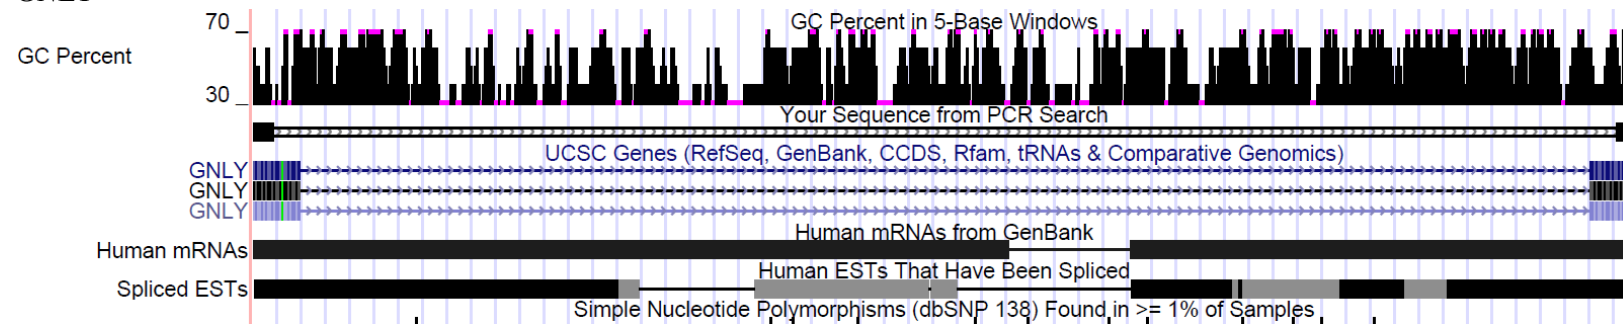 GC Percent in 5-Base Windows
70
GC Percent
30
Your Sequence from PCR Search
UCSC Genes (RefSeq, GenBank, CCDS, Rfam, tRNAs & Comparative Genomics)
GNLY
GNLY
GNLY
Human mRNAs from GenBank
Human mRNAs
Human ESTs That Have Been Spliced
Spliced ESTs
Simple Nucleotide Polymorphisms (dbSNP 138) Found in >= 1% of Samples